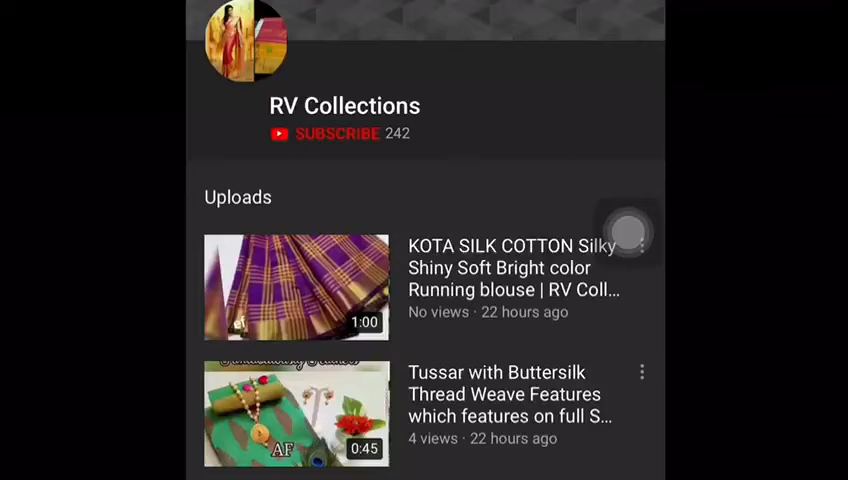 RV Collections
SUBSCRIBE 242
Uploads
KOTA SILK COTTON Silky
Shiny Soft Bright color
Running blouse | RV Coll...
No views · 22 hours ago
1:00
Tussar with Buttersilk
Thread Weave Features
which features on full S...
4 views · 22 hours ago
AF
0:45